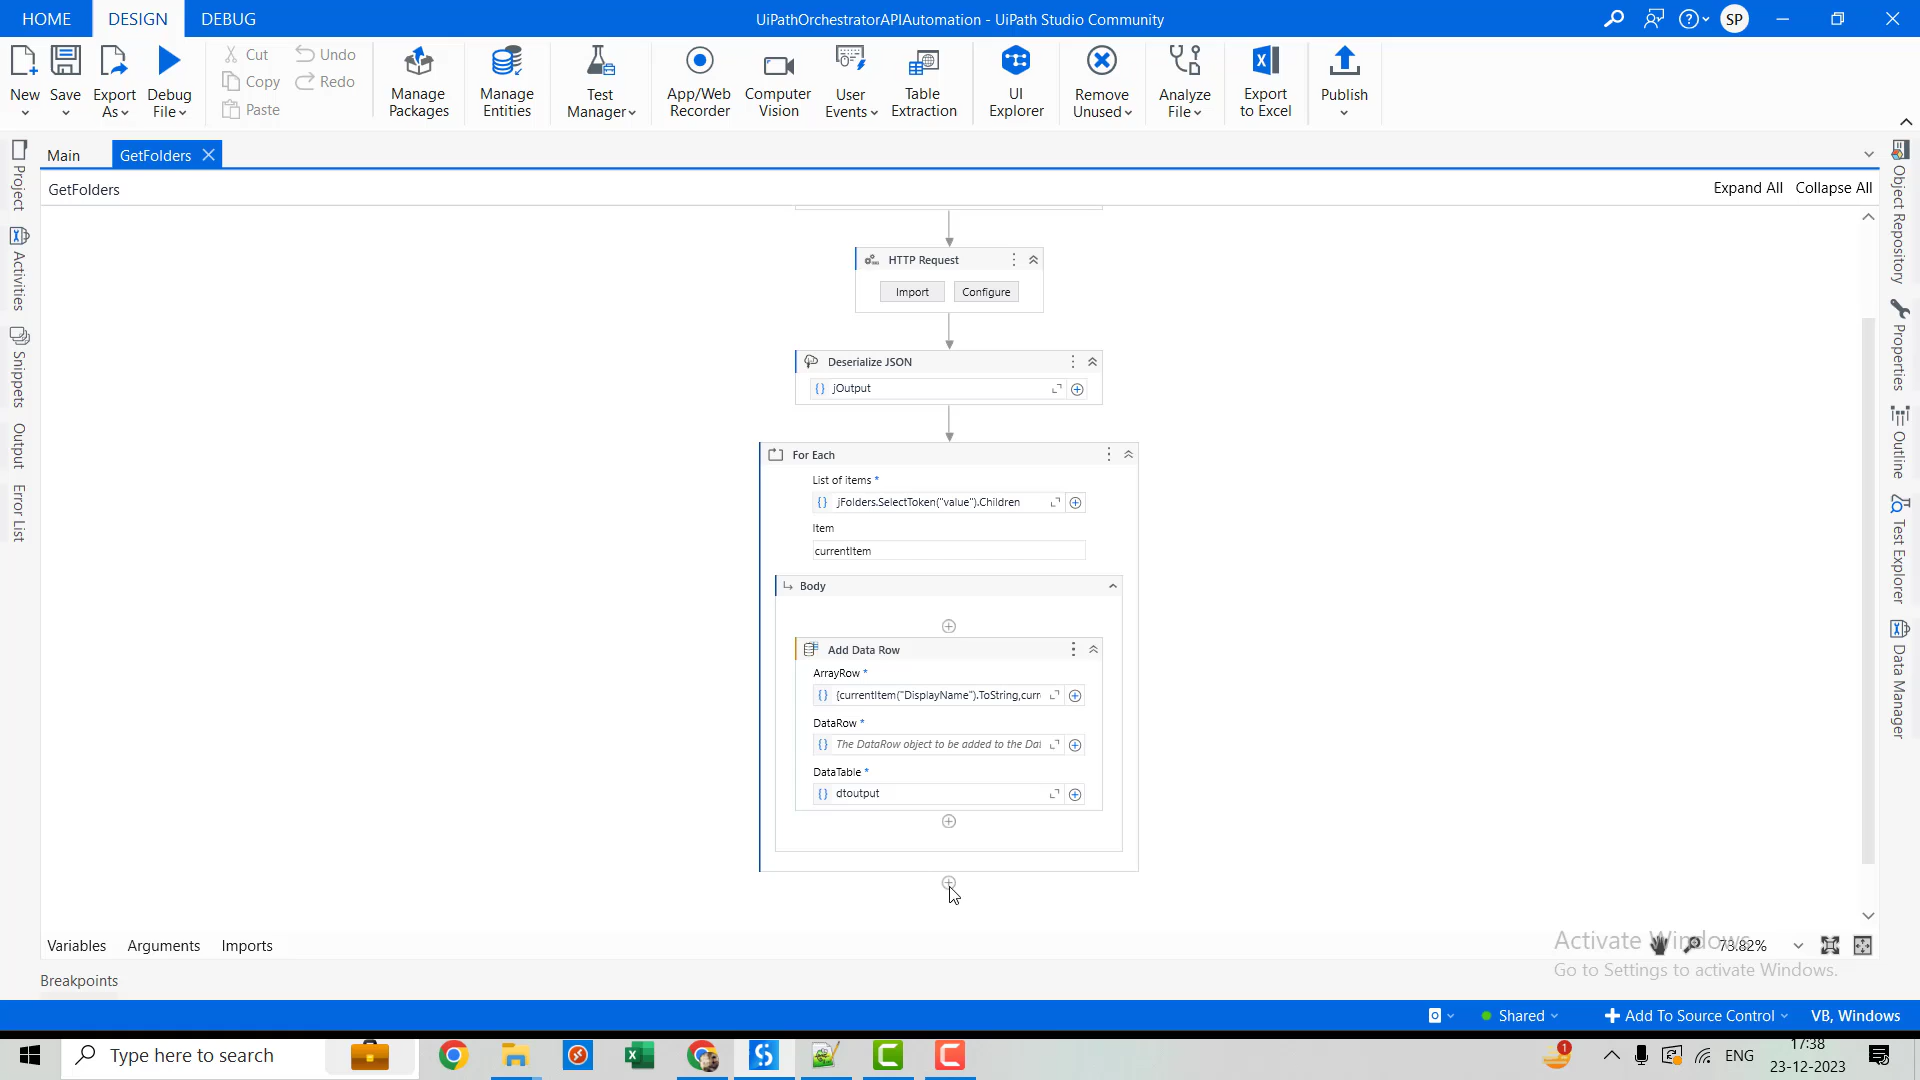 HOME DESIGN DEBUG UiPathOrchestratorAPIAutomation - UiPath Studio Community SP
New Save Export As Debug File Cut Copy Paste Undo Redo Manage Packages Manage Entities Test Manager App/Web Recorder Computer Vision User Events Table Extraction UI Explorer Remove Unused Analyze File Export to Excel Publish
Main GetFolders
GetFolders Expand All Collapse All
Project
Activities
Snippets
Output
Error List
HTTP Request
Import Configure
Deserialize JSON
jOutput
For Each
List of items *
jFolders.SelectToken("value").Children
Item
currentItem
Body
Add Data Row
ArrayRow *
{currentItem("DisplayName").ToString,curr
DataRow *
The DataRow object to be added to the Dat
DataTable *
dtoutput
Object Repository
Properties
Outline
Test Explorer
Data Manager
Variables Arguments Imports
Activate Windows
73.82%
Go to Settings to activate Windows.
Breakpoints
Shared Add To Source Control VB, Windows
Type here to search
1
ENG
17:38
23-12-2023